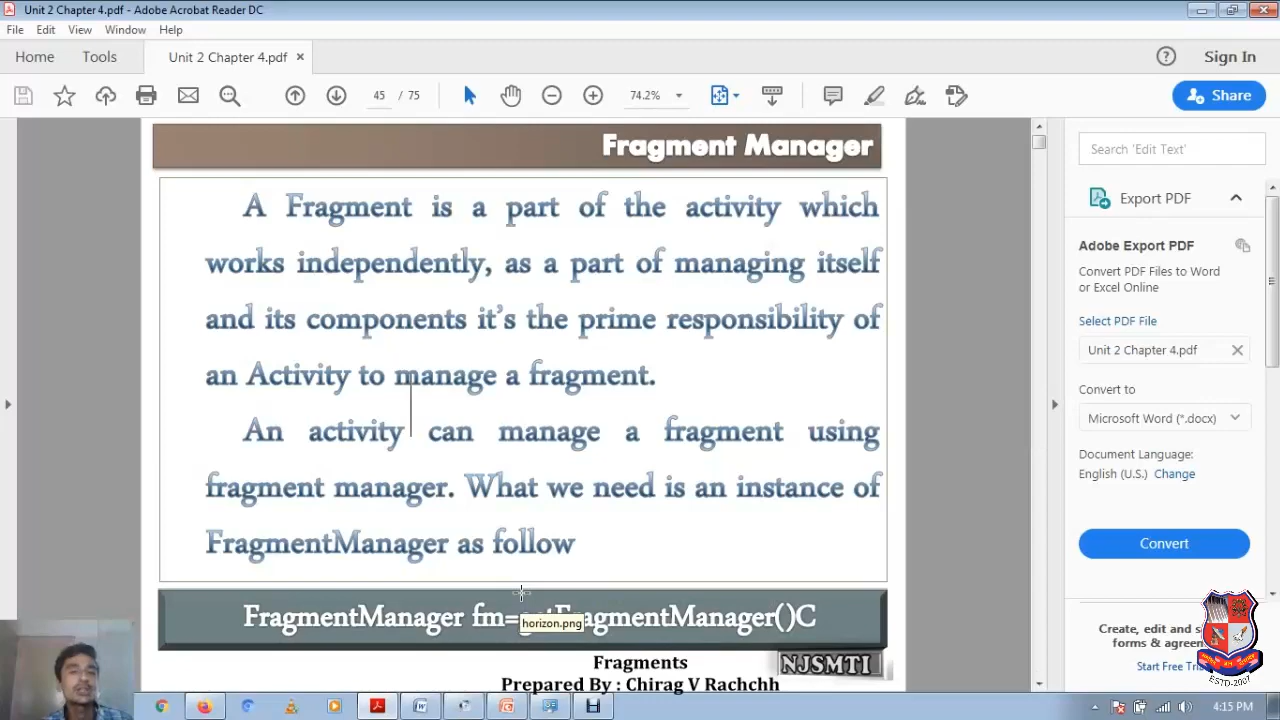 Unit 2 Chapter 4.pdf - Adobe Acrobat Reader DC
File Edit View Window Help
Home Tools Unit 2 Chapter 4.pdf × Sign In
45 / 75 74.2% Share
Fragment Manager
A Fragment is a part of the activity which
works independently, as a part of managing itself
and its components it's the prime responsibility of
an Activity to manage a fragment.
An activity can manage a fragment using
fragment manager. What we need is an instance of
FragmentManager as follow
FragmentManager fm=getFragmentManager()C
horizon.png
Fragments
Prepared By : Chirag V Rachchh
NJSMTI
Search 'Edit Text'
Export PDF
Adobe Export PDF
Convert PDF Files to Word
or Excel Online
Select PDF File
Unit 2 Chapter 4.pdf
Convert to
Microsoft Word (*.docx)
Document Language:
English (U.S.) Change
Convert
Create, edit and s
forms & agreen
Start Free Tria
ESTD-2007
4:15 PM